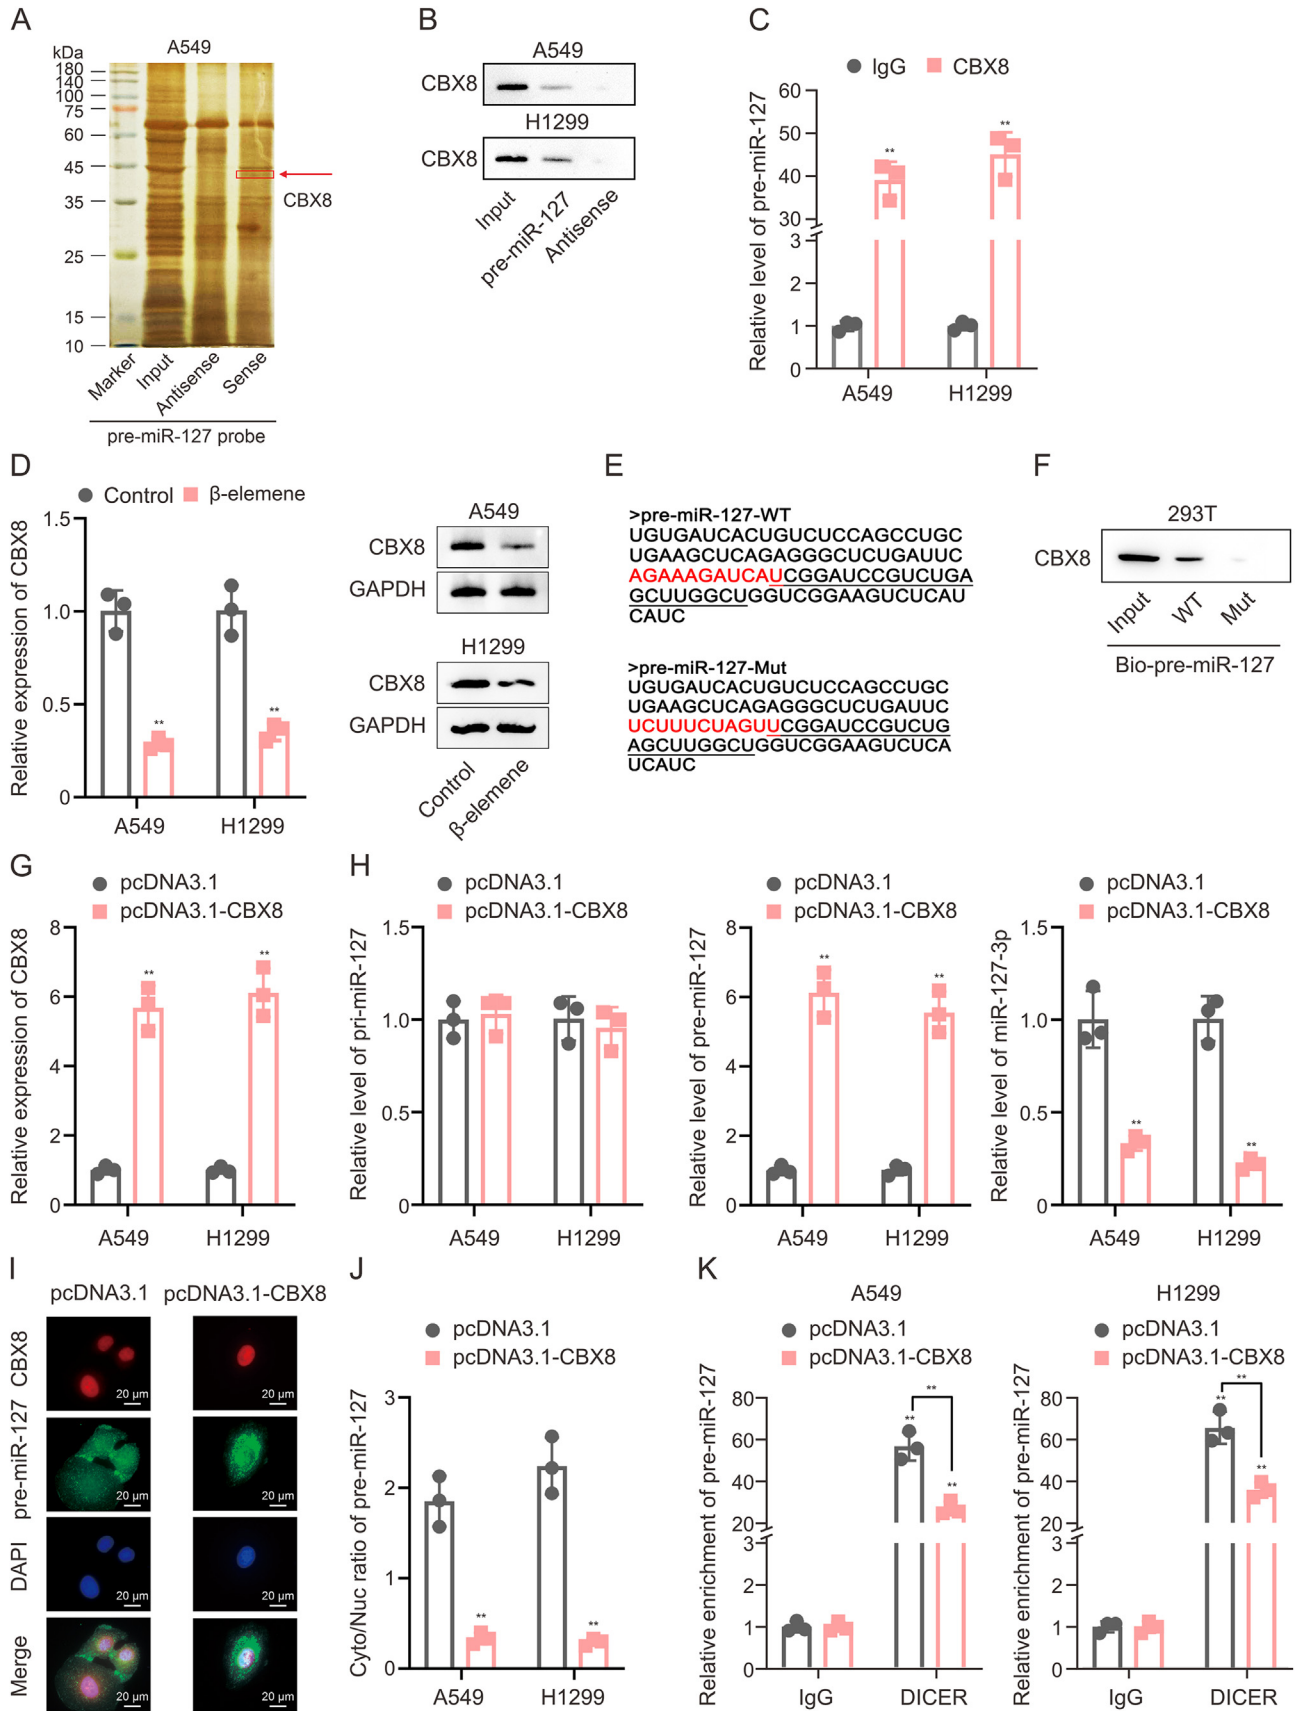 A
kDa
A549
180
140
100
75
60
45
35
25
15
10
CBX8
Marker
Input
Antisense
Sense
pre-miR-127 probe
B
A549
CBX8
H1299
CBX8
Input
pre-miR-127
Antisense
C
IgG
CBX8
Relative level of pre-miR-127
60
50
40
30
3
2
1
0
**
**
A549
H1299
D
Control
β-elemene
Relative expression of CBX8
1.5
1.0
0.5
0
**
**
A549
H1299
A549
CBX8
GAPDH
H1299
CBX8
GAPDH
Control
β-elemene
E
>pre-miR-127-WT
UGUGAUCACUGUCUCCAGCCUGC
UGAAGCUCAGAGGGCUCUGAUUC
AGAAAGAUCAUCGGAUCCGUCUGA
GCUUGGCUGGUCGGAAGUCUCAU
CAUC
>pre-miR-127-Mut
UGUGAUCACUGUCUCCAGCCUGC
UGAAGCUCAGAGGGCUCUGAUUC
UCUUUCUAGUUCGGAUCCGUCUG
AGCUUGGCUGGUCGGAAGUCUCA
UCAUC
F
293T
CBX8
Input
WT
Mut
Bio-pre-miR-127
G
pcDNA3.1
pcDNA3.1-CBX8
Relative expression of CBX8
8
6
4
2
0
**
**
A549
H1299
H
pcDNA3.1
pcDNA3.1-CBX8
Relative level of pri-miR-127
1.5
1.0
0.5
0
A549
H1299
pcDNA3.1
pcDNA3.1-CBX8
Relative level of pre-miR-127
8
6
4
2
0
**
**
A549
H1299
pcDNA3.1
pcDNA3.1-CBX8
Relative level of miR-127-3p
1.5
1.0
0.5
0
**
**
A549
H1299
I
pcDNA3.1
pcDNA3.1-CBX8
CBX8
20 µm
20 µm
pre-miR-127
20 µm
20 µm
DAPI
20 µm
20 µm
Merge
20 µm
20 µm
J
pcDNA3.1
pcDNA3.1-CBX8
Cyto/Nuc ratio of pre-miR-127
3
2
1
0
**
**
A549
H1299
K
A549
pcDNA3.1
pcDNA3.1-CBX8
Relative enrichment of pre-miR-127
80
60
40
20
3
2
1
0
**
**
**
IgG
DICER
H1299
pcDNA3.1
pcDNA3.1-CBX8
Relative enrichment of pre-miR-127
80
60
40
20
3
2
1
0
**
**
**
IgG
DICER